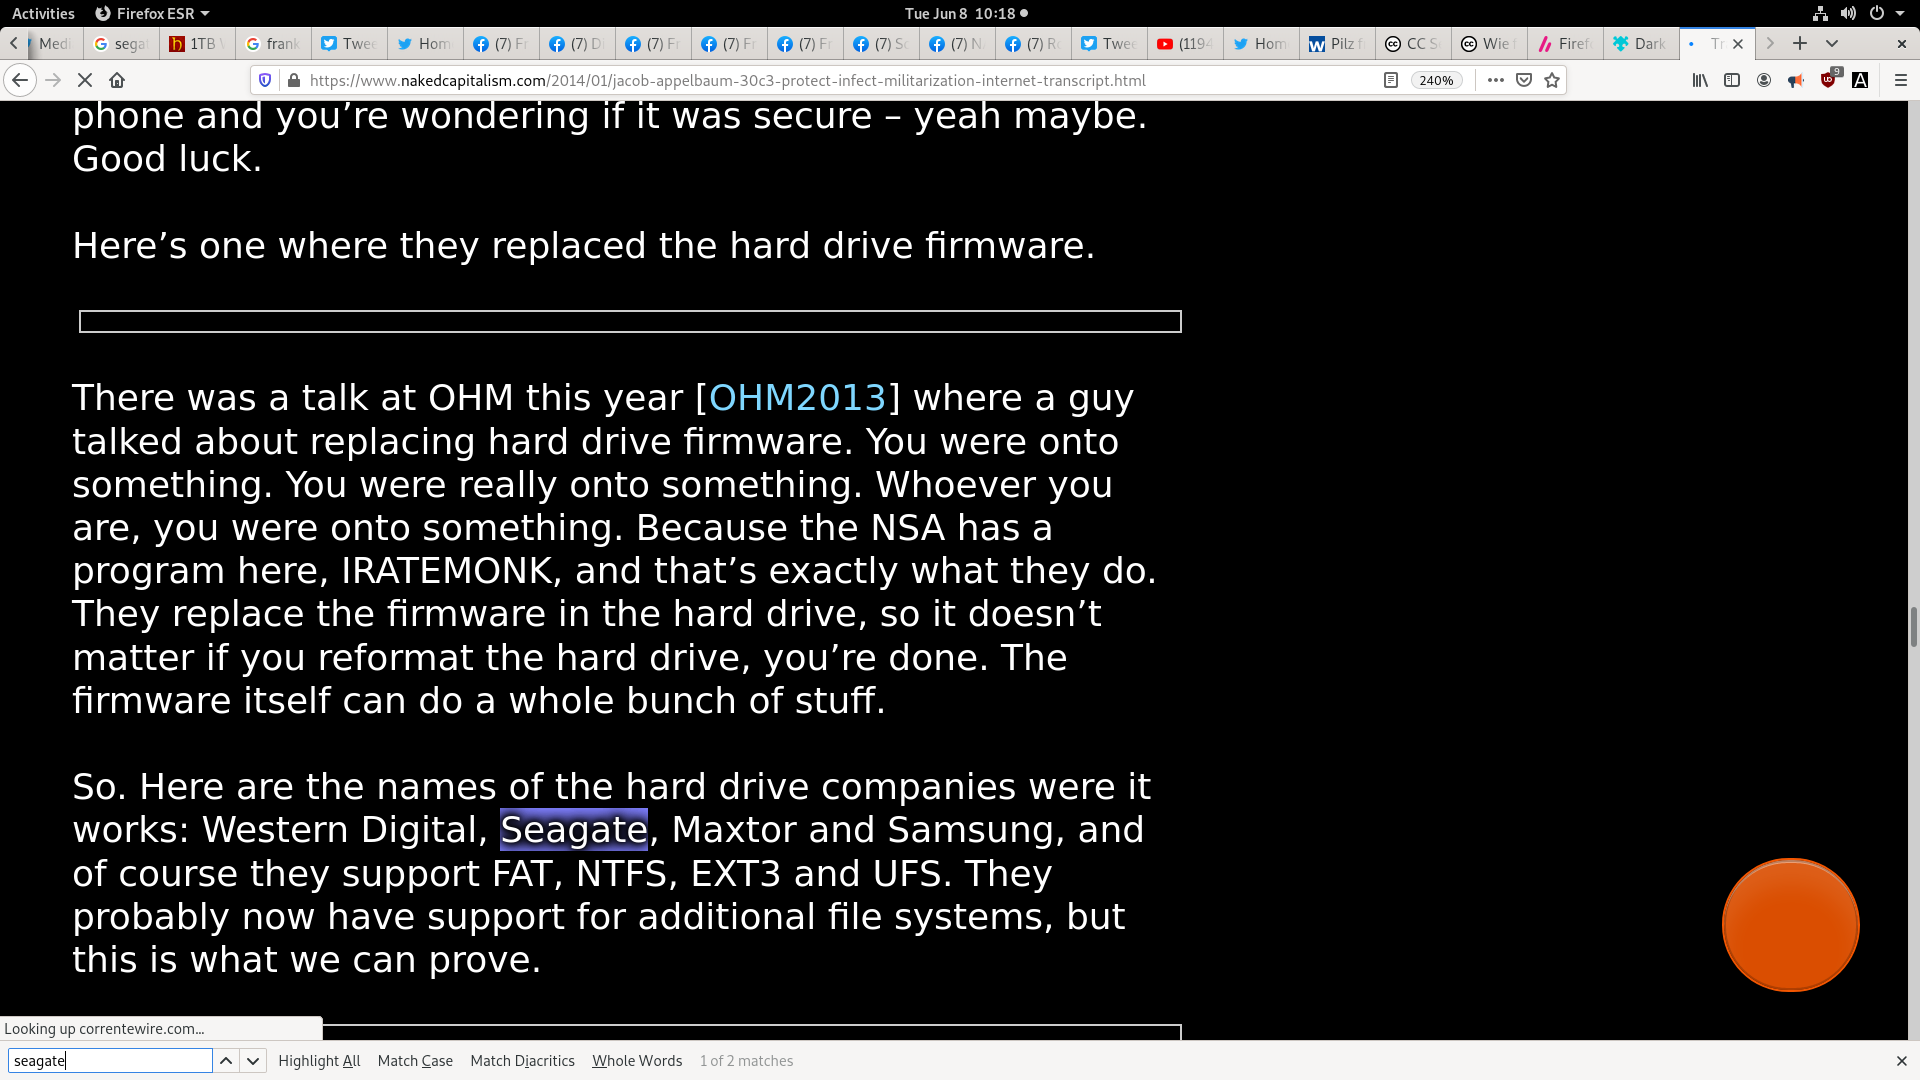 Activities
Firefox ESR
Tue Jun 8 10:18
Medi
sega
1TB
frank
Twee
Hom
(7) Fr
(7) D
(7) Fr
(7) Fr
(7) Fr
(7) Sc
(7) N
(7) Re
Twee
(1194
Hom
Pilz f
CC S
Wie f
Firef
Dark
Tr
https://www.nakedcapitalism.com/2014/01/jacob-appelbaum-30c3-protect-infect-militarization-internet-transcript.html
240%
9
phone and you’re wondering if it was secure – yeah maybe.
Good luck.
Here’s one where they replaced the hard drive firmware.
There was a talk at OHM this year [OHM2013] where a guy
talked about replacing hard drive firmware. You were onto
something. You were really onto something. Whoever you
are, you were onto something. Because the NSA has a
program here, IRATEMONK, and that’s exactly what they do.
They replace the firmware in the hard drive, so it doesn’t
matter if you reformat the hard drive, you’re done. The
firmware itself can do a whole bunch of stuff.
So. Here are the names of the hard drive companies were it
works: Western Digital, Seagate, Maxtor and Samsung, and
of course they support FAT, NTFS, EXT3 and UFS. They
probably now have support for additional file systems, but
this is what we can prove.
Looking up correntewire.com...
seagate
Highlight All
Match Case
Match Diacritics
Whole Words
1 of 2 matches